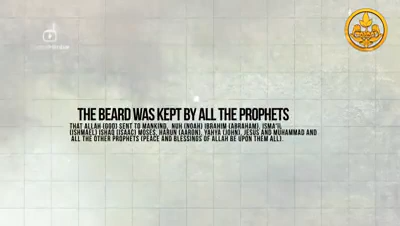 THE BEARD WAS KEPT BY ALL THE PROPHETS
THAT ALLAH (GOD) SENT TO MANKIND, NUH (NOAH) IBRAHIM (ABRAHAM), ISMA'IL
(ISHMAEL) ISHAQ (ISAAC) MOSES, HARUN (AARON), YAHYA (JOHN), JESUS AND MUHAMMAD AND
ALL THE OTHER PROPHETS (PEACE AND BLESSINGS OF ALLAH BE UPON THEM ALL).